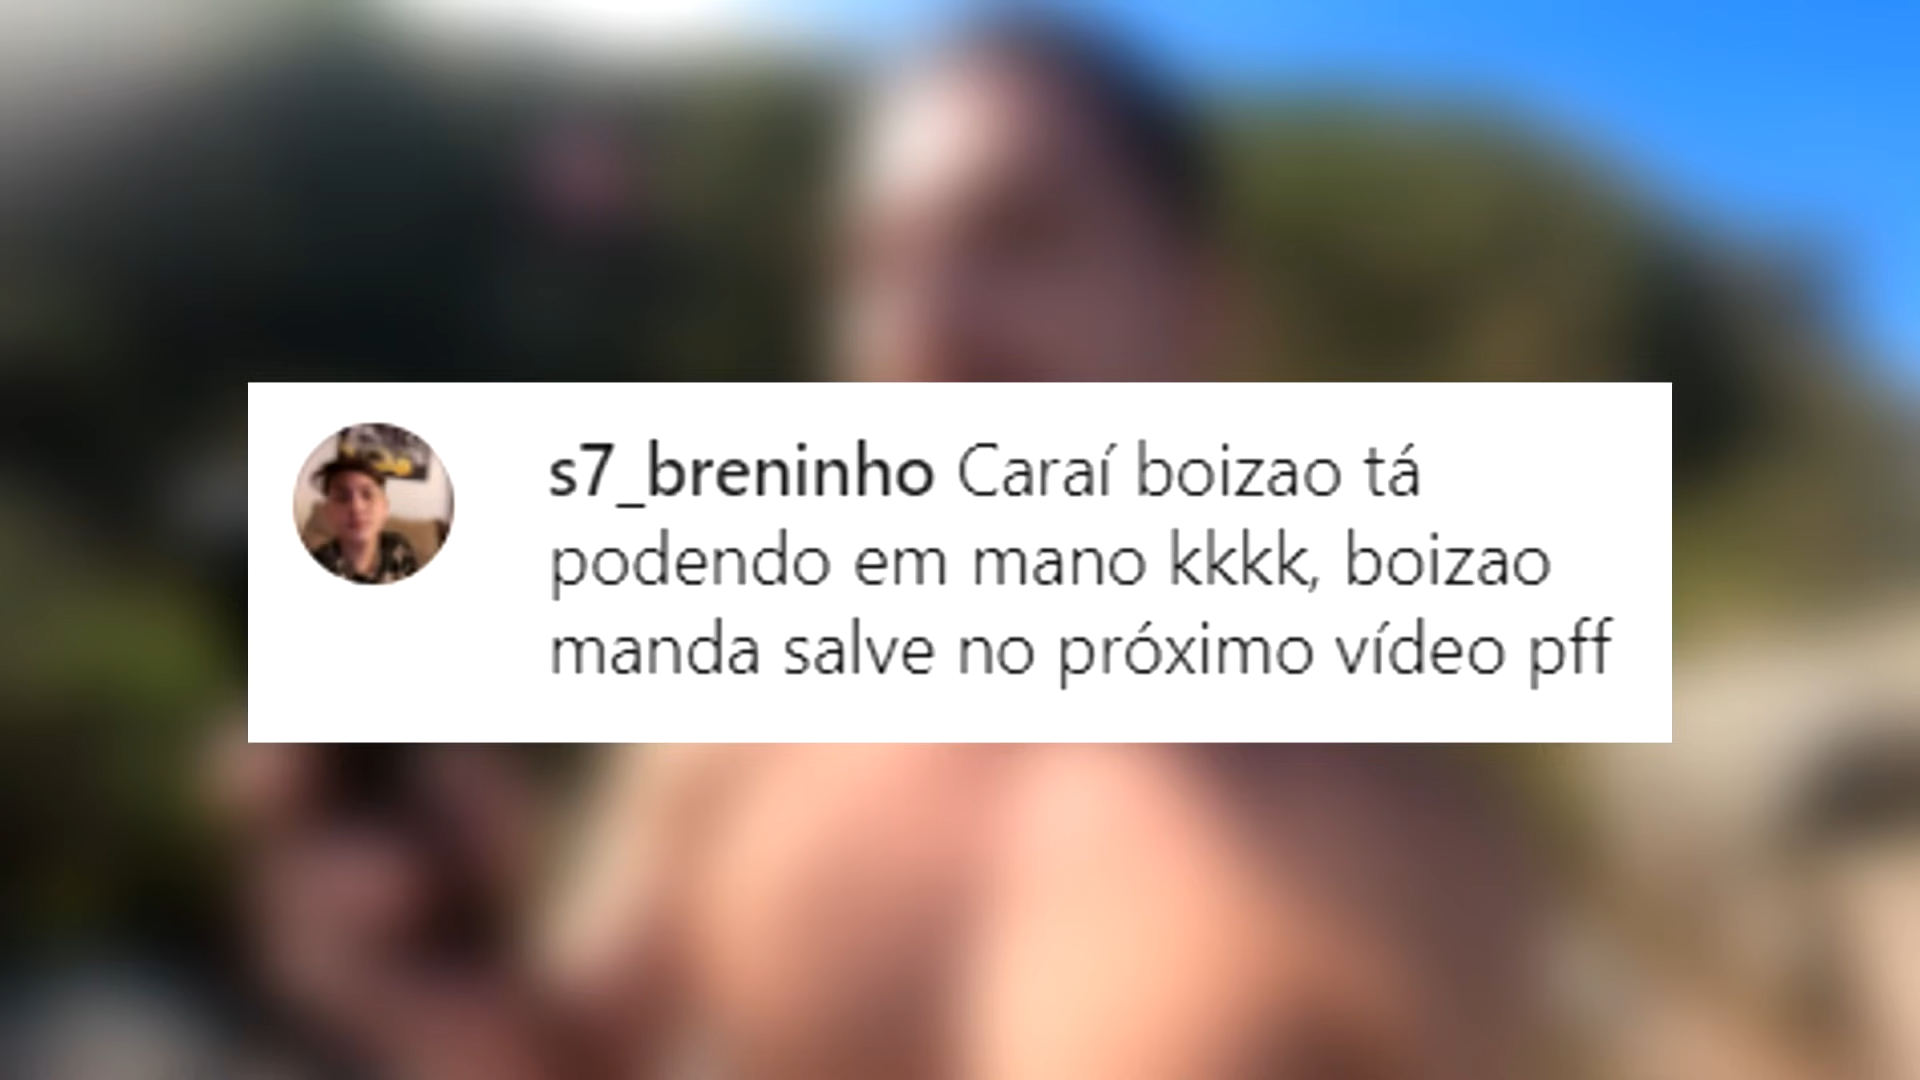 s7_breninho Caraí boizao tá
podendo em mano kkkk, boizao
manda salve no próximo vídeo pff